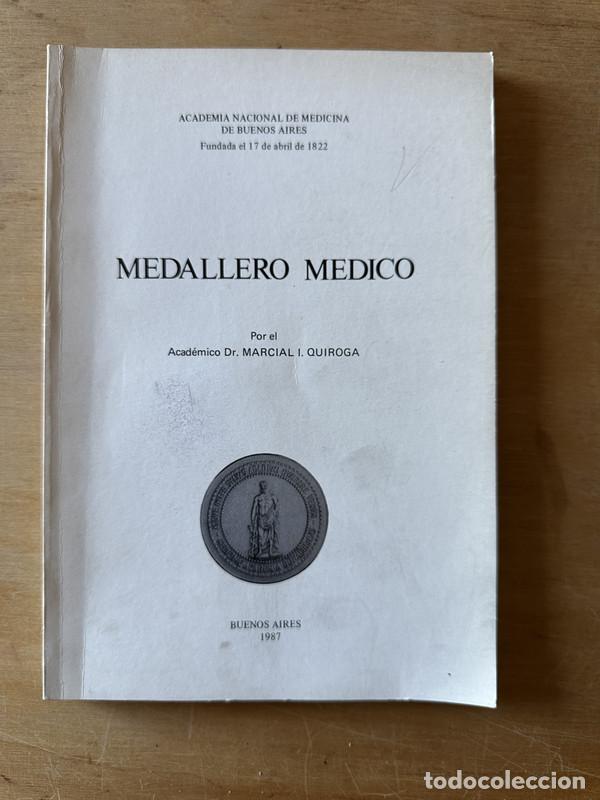 ACADEMIA NACIONAL DE MEDICINA
DE BUENOS AIRES
Fundada el 17 de abril de 1822
MEDALLERO MEDICO
Por el
Académico Dr. MARCIAL I. QUIROGA
BUENOS AIRES
1987
todocoleccion